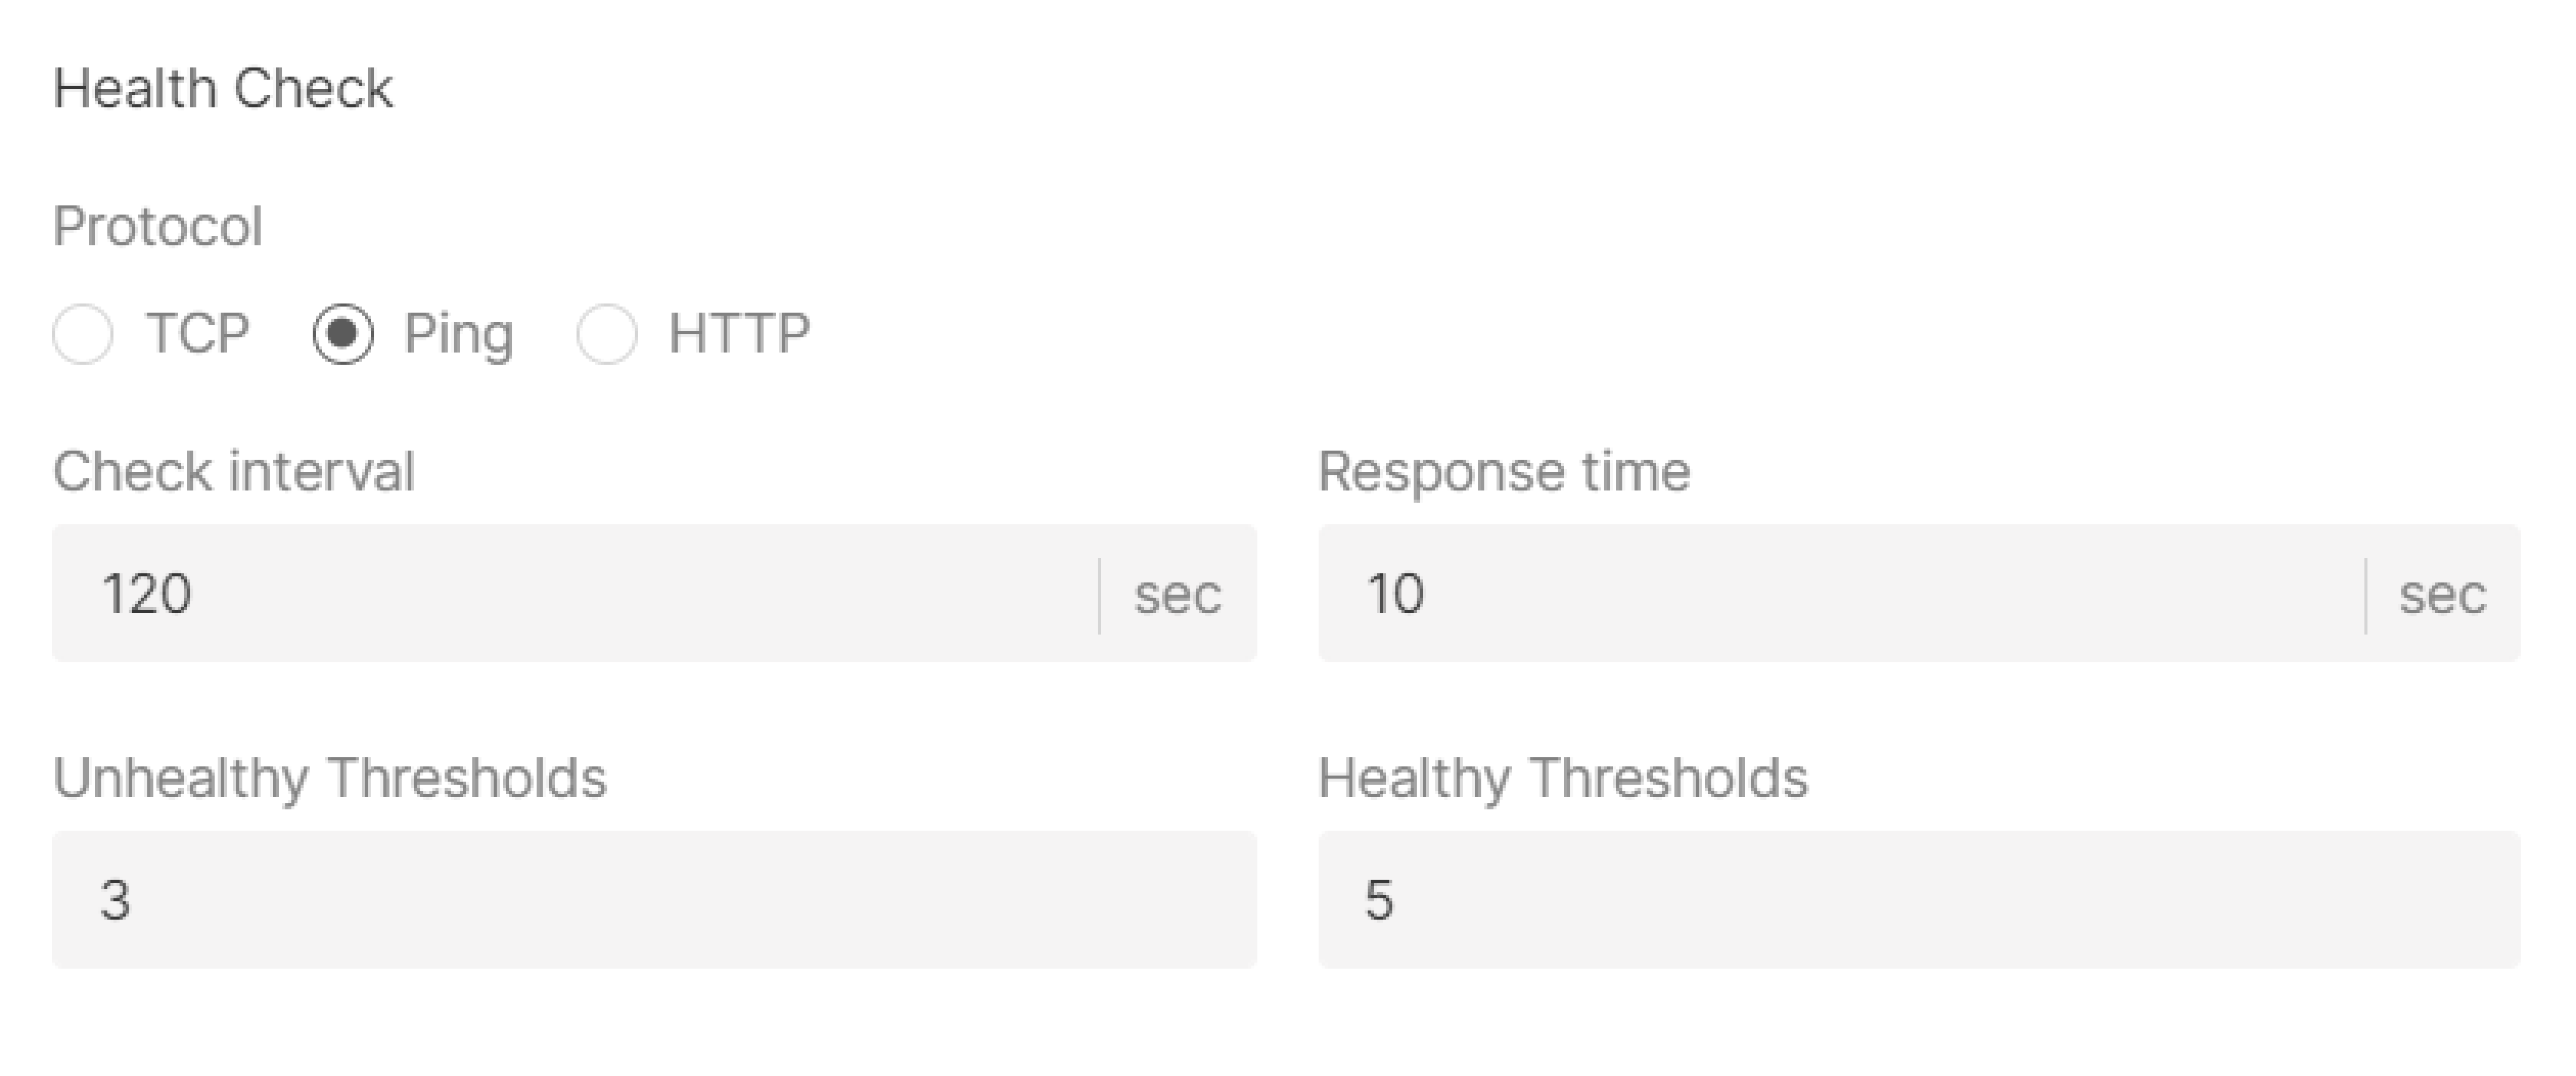 Health Check
Protocol
TCP Ping HTTP
Check interval Response time
120 sec 10 sec
Unhealthy Thresholds Healthy Thresholds
3 5